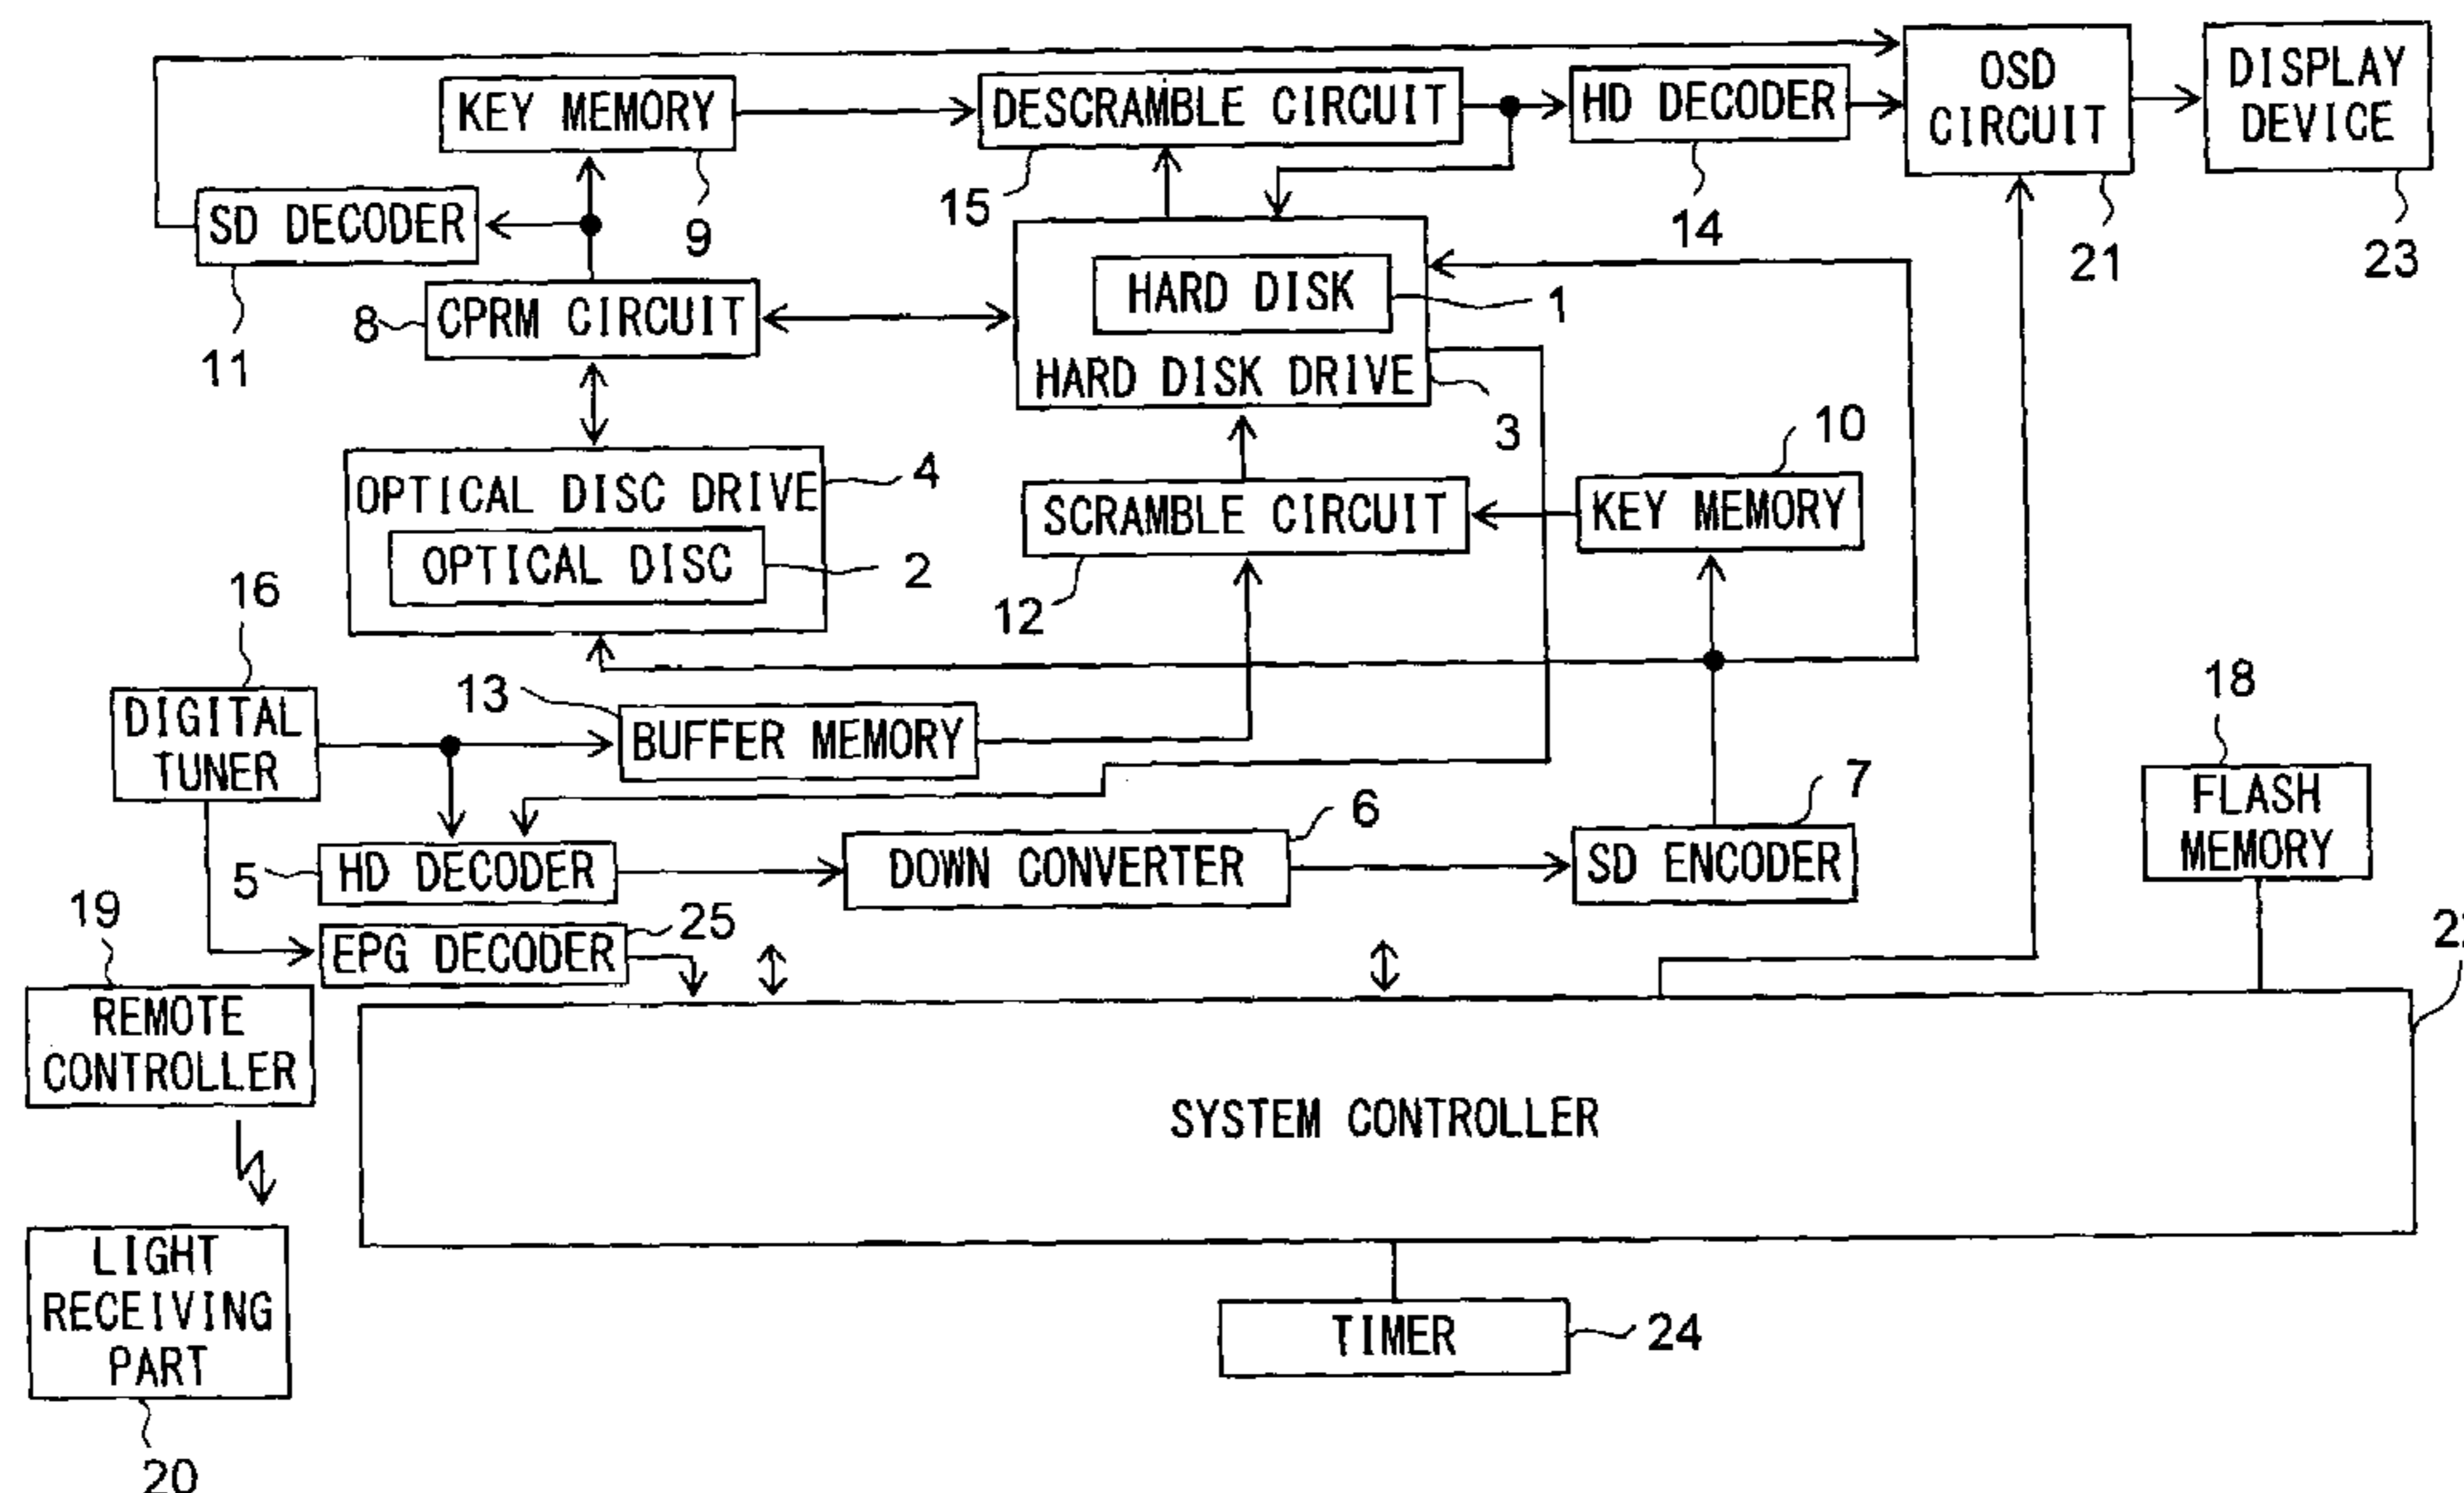 OSD
CIRCUIT
DISPLAY
DEVICE
KEY MEMORY
DESCRAMBLE CIRCUIT
HD DECODER
SD DECODER
15
9
14
21
23
CPRM CIRCUIT
8
11
HARD DISK
1
HARD DISK DRIVE
3
10
OPTICAL DISC DRIVE
4
OPTICAL DISC
2
SCRAMBLE CIRCUIT
KEY MEMORY
12
16
DIGITAL
TUNER
13
BUFFER MEMORY
18
FLASH
MEMORY
7
6
5
HD DECODER
DOWN CONVERTER
SD ENCODER
19
25
EPG DECODER
REMOTE
CONTROLLER
SYSTEM CONTROLLER
LIGHT
RECEIVING
PART
TIMER
24
20